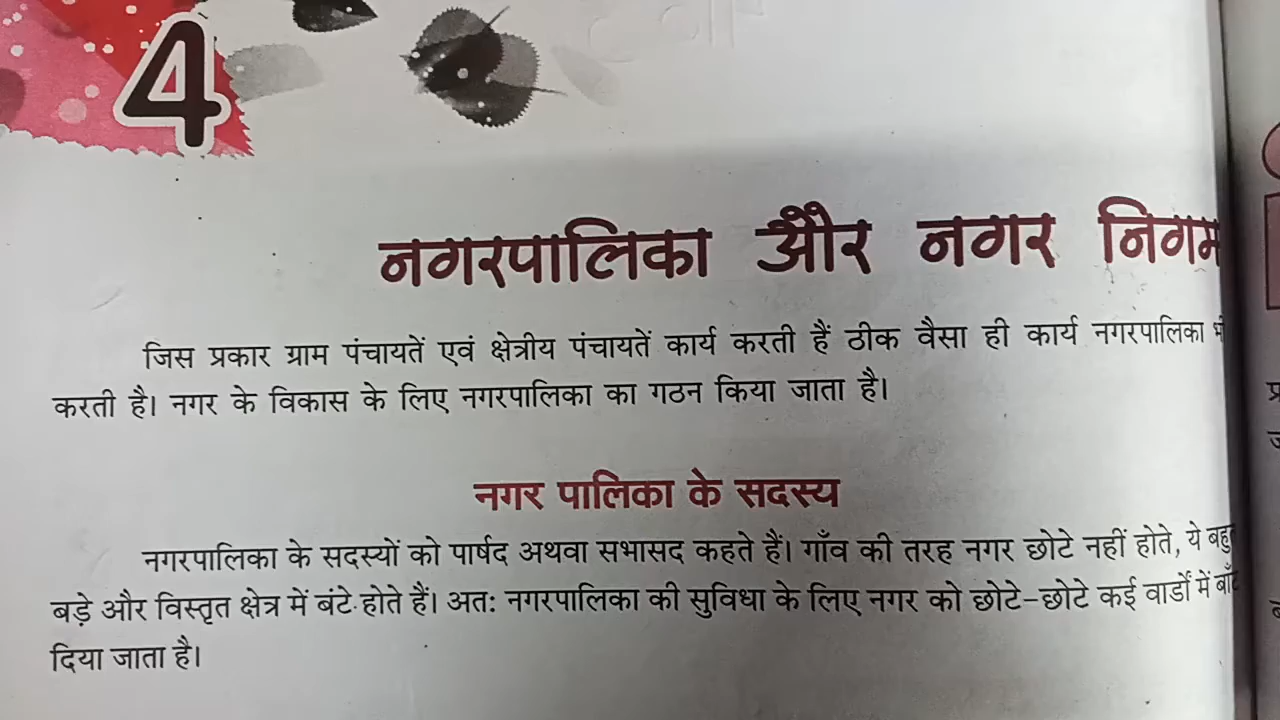 4
नगरपालिका और नगर निगम
जिस प्रकार ग्राम पंचायतें एवं क्षेत्रीय पंचायतें कार्य करती हैं ठीक वैसा ही कार्य नगरपालिका भी
करती है। नगर के विकास के लिए नगरपालिका का गठन किया जाता है।
नगर पालिका के सदस्य
नगरपालिका के सदस्यों को पार्षद अथवा सभासद कहते हैं। गाँव की तरह नगर छोटे नहीं होते, ये बहुत
बड़े और विस्तृत क्षेत्र में बंटे होते हैं। अतः नगरपालिका की सुविधा के लिए नगर को छोटे-छोटे कई वार्डों में बाँट
दिया जाता है।